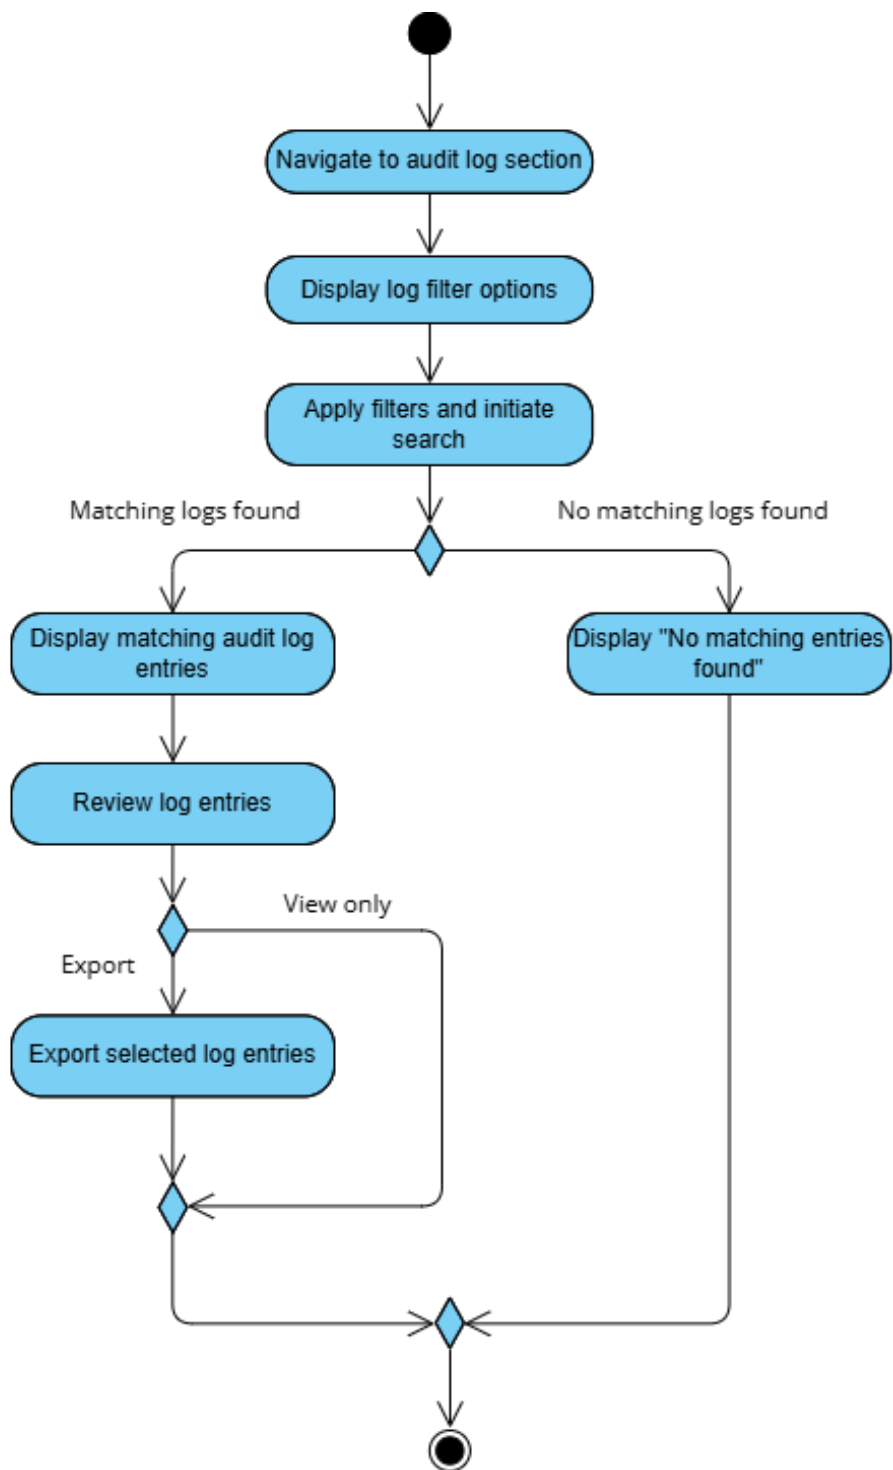 Navigate to audit log section
Display log filter options
Apply filters and initiate
search
Matching logs found
No matching logs found
Display matching audit log
entries
Display "No matching entries
found"
Review log entries
View only
Export
Export selected log entries